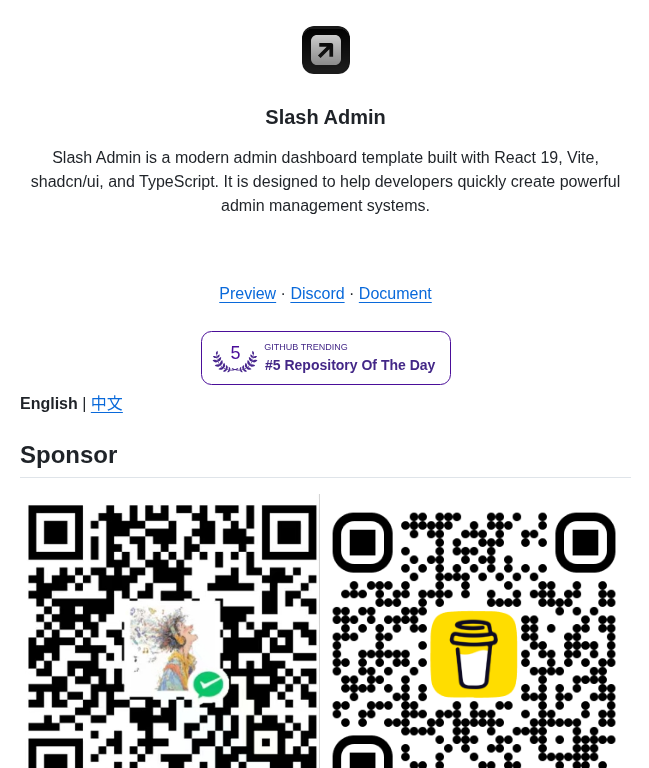 Slash Admin
Slash Admin is a modern admin dashboard template built with React 19, Vite,
shadcn/ui, and TypeScript. It is designed to help developers quickly create powerful
admin management systems.
Preview · Discord · Document
5
GITHUB TRENDING
#5 Repository Of The Day
English | 中文
Sponsor